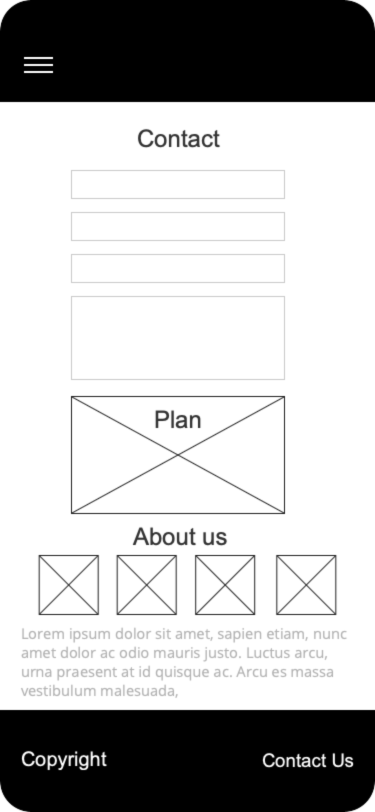 Contact
Plan
About us
Lorem ipsum dolor sit amet, sapien etiam, nunc
amet dolor ac odio mauris justo. Luctus arcu,
urna praesent at id quisque ac. Arcu es massa
vestibulum malesuada,
Copyright
Contact Us